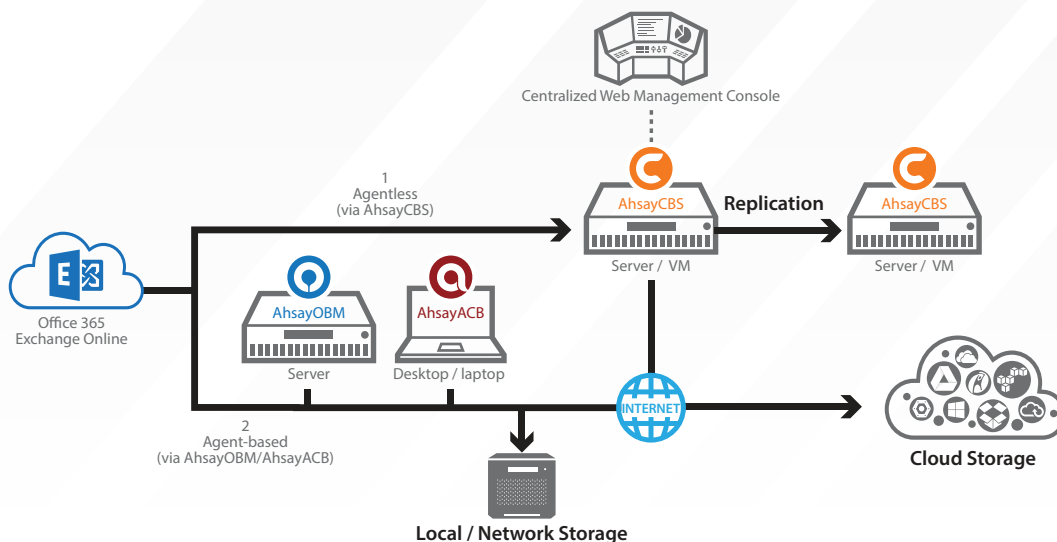 Centralized Web Management Console
1
Agentless
(via AhsayCBS)
AhsayCBS
Replication
AhsayCBS
Server / VM
Server / VM
E
Office 365
Exchange Online
AhsayOBM
AhsayACB
Server
Desktop / laptop
INTERNET
2
Agent-based
(via AhsayOBM/AhsayACB)
Cloud Storage
Local / Network Storage